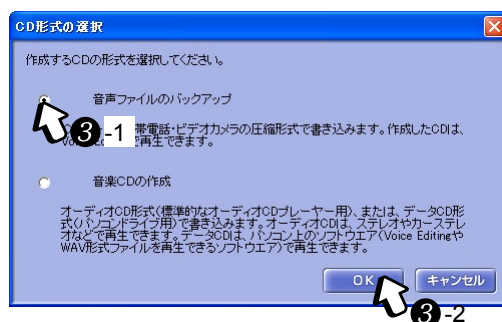 CD形式の選択
作成するCDの形式を選択してください。
音声ファイルのバックアップ
❸-1
帯電話・ビデオカメラの圧縮形式で書き込みます。作成したCDは、
で再生できます。
音楽CDの作成
オーディオCD形式(標準的なオーディオCDプレーヤー用)、または、データCD形
式(パソコンドライブ用)で書き込みます。オーディオCDは、ステレオやカーステレ
オなどで再生できます。データCDは、パソコン上のソフトウエア(Voice Editingや
WAV形式ファイルを再生できるソフトウエア)で再生できます。
OK キャンセル
❸-2